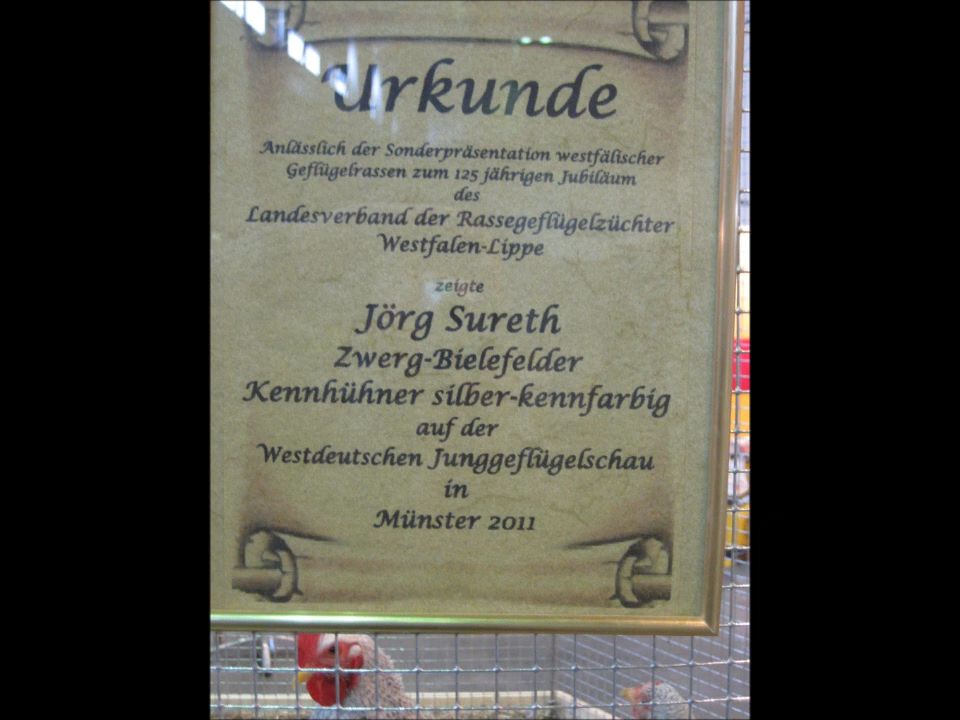 Urkunde
Anlässlich der Sonderpräsentation westfälischer
Geflügelrassen zum 125 jährigen Jubiläum
des
Landesverband der Rassegeflügelzüchter
Westfalen-Lippe
zeigte
Jörg Sureth
Zwerg-Bielefelder
Kennhühner silber-kennfarbig
auf der
Westdeutschen Junggeflügelschau
in
Münster 2011